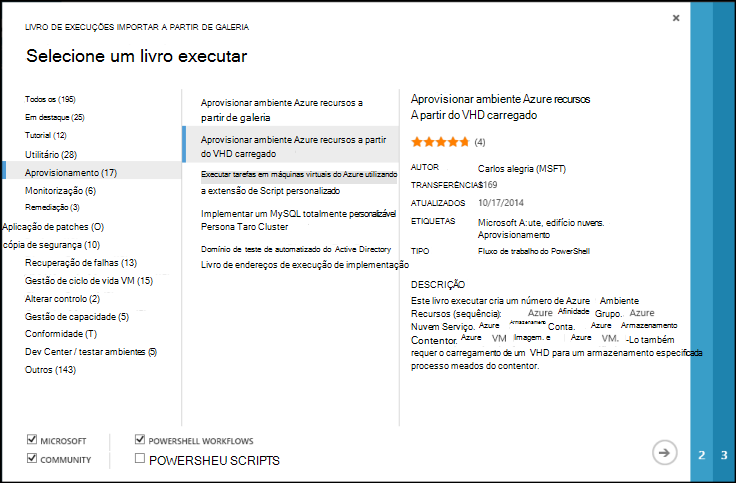 LIVRO DE EXECUÇÕES IMPORTAR A PARTIR DE GALERIA
Selecione um livro executar
Todos os (195)
Em destaque (25)
Tutorial (12)
Utilitário (28)
Aprovisionamento (17)
Monitorização (6)
Remediação (3)
Aplicação de patches (O)
cópia de segurança (10)
Recuperação de falhas (13)
Gestão de ciclo de vida VM (15)
Alterar controlo (2)
Gestão de capacidade (5)
Conformidade (T)
Dev Center / testar ambientes (5)
Outros (143)
Aprovisionar ambiente Azure recursos a
partir de galeria
Aprovisionar ambiente Azure recursos a partir
do VHD carregado
Executar tarefas em máquinas virtuais do Azure utilizando
a extensão de Script personalizado
Implementar um MySQL totalmente personalizável
Persona Taro Cluster
Domínio de teste de automatizado do Active Directory
Livro de endereços de execução de implementação
Aprovisionar ambiente Azure recursos
A partir do VHD carregado
(4)
AUTOR Carlos alegria (MSFT)
TRANSFERÊNCIAS 169
ATUALIZADOS 10/17/2014
ETIQUETAS Microsoft A:ute, edifício nuvens.
Aprovisionamento
TIPO Fluxo de trabalho do PowerShell
DESCRIÇÃO
Este livro executar cria um número de Azure Ambiente
Recursos (sequência): Azure Afinidade Grupo. Azure
Nuvem Serviço. Azure Armazenamento Conta. Azure Armazenamento
Contentor. Azure VM Imagem. e Azure VM. -Lo também
requer o carregamento de um VHD para um armazenamento especificada
processo meados do contentor.
MICROSOFT
POWERSHELL WORKFLOWS
COMMUNITY
POWERSHEU SCRIPTS
2 3